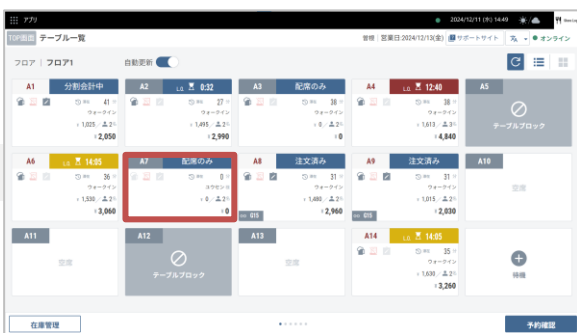 アプリ
2024/12/11 (水) 14:49
TOP画面 テーブル一覧
管理 | 営業日:2024/12/13(金)
サポートサイト
オンライン
フロア | フロア1
自動更新
A1 分割会計中
41
ウォークイン
1,025 / 2
2,050
A2 L.O. 0:32
27
ウォークイン
1,495 / 2
2,990
A3 配席のみ
38
ウォークイン
0 / 2
0
A4 L.O. 12:40
38
ウォークイン
1,613 / 3
4,840
A5
テーブルブロック
A6 L.O. 14:05
36
ウォークイン
1,530 / 2
3,060
A7 配席のみ
0
ユウセン
0 / 2
0
A8 注文済み
31
ウォークイン
1,480 / 2
015 2,960
A9 注文済み
31
ウォークイン
1,015 / 2
016 2,030
A10
空席
A11
空席
A12
テーブルブロック
A13
空席
A14 L.O. 14:05
35
ウォークイン
1,630 / 2
3,260
待機
在庫管理
予約確認